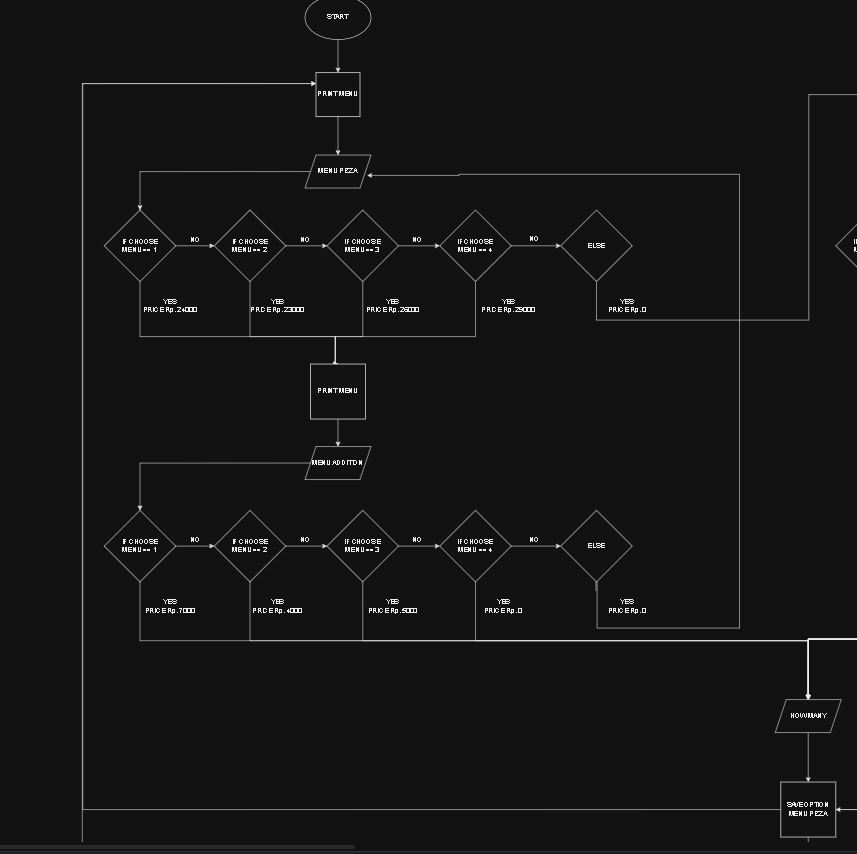 START
PRINT MENU
MENU PEZA
IF CHOOSE
MENU == 1
NO
IF CHOOSE
MENU == 2
NO
IF CHOOSE
MENU == 3
NO
IF CHOOSE
MENU == 4
NO
ELSE
YES
PRICE Rp.24000
YES
PRICE Rp.23000
YES
PRICE Rp.26000
YES
PRICE Rp.29000
YES
PRICE Rp.0
PRINT MENU
MENU ADDITON
IF CHOOSE
MENU == 1
NO
IF CHOOSE
MENU == 2
NO
IF CHOOSE
MENU == 3
NO
IF CHOOSE
MENU == 4
NO
ELSE
YES
PRICE Rp.7000
YES
PRICE Rp.4000
YES
PRICE Rp.5000
YES
PRICE Rp.0
YES
PRICE Rp.0
HOW MANY
SAVE OPTION
MENU PEZA